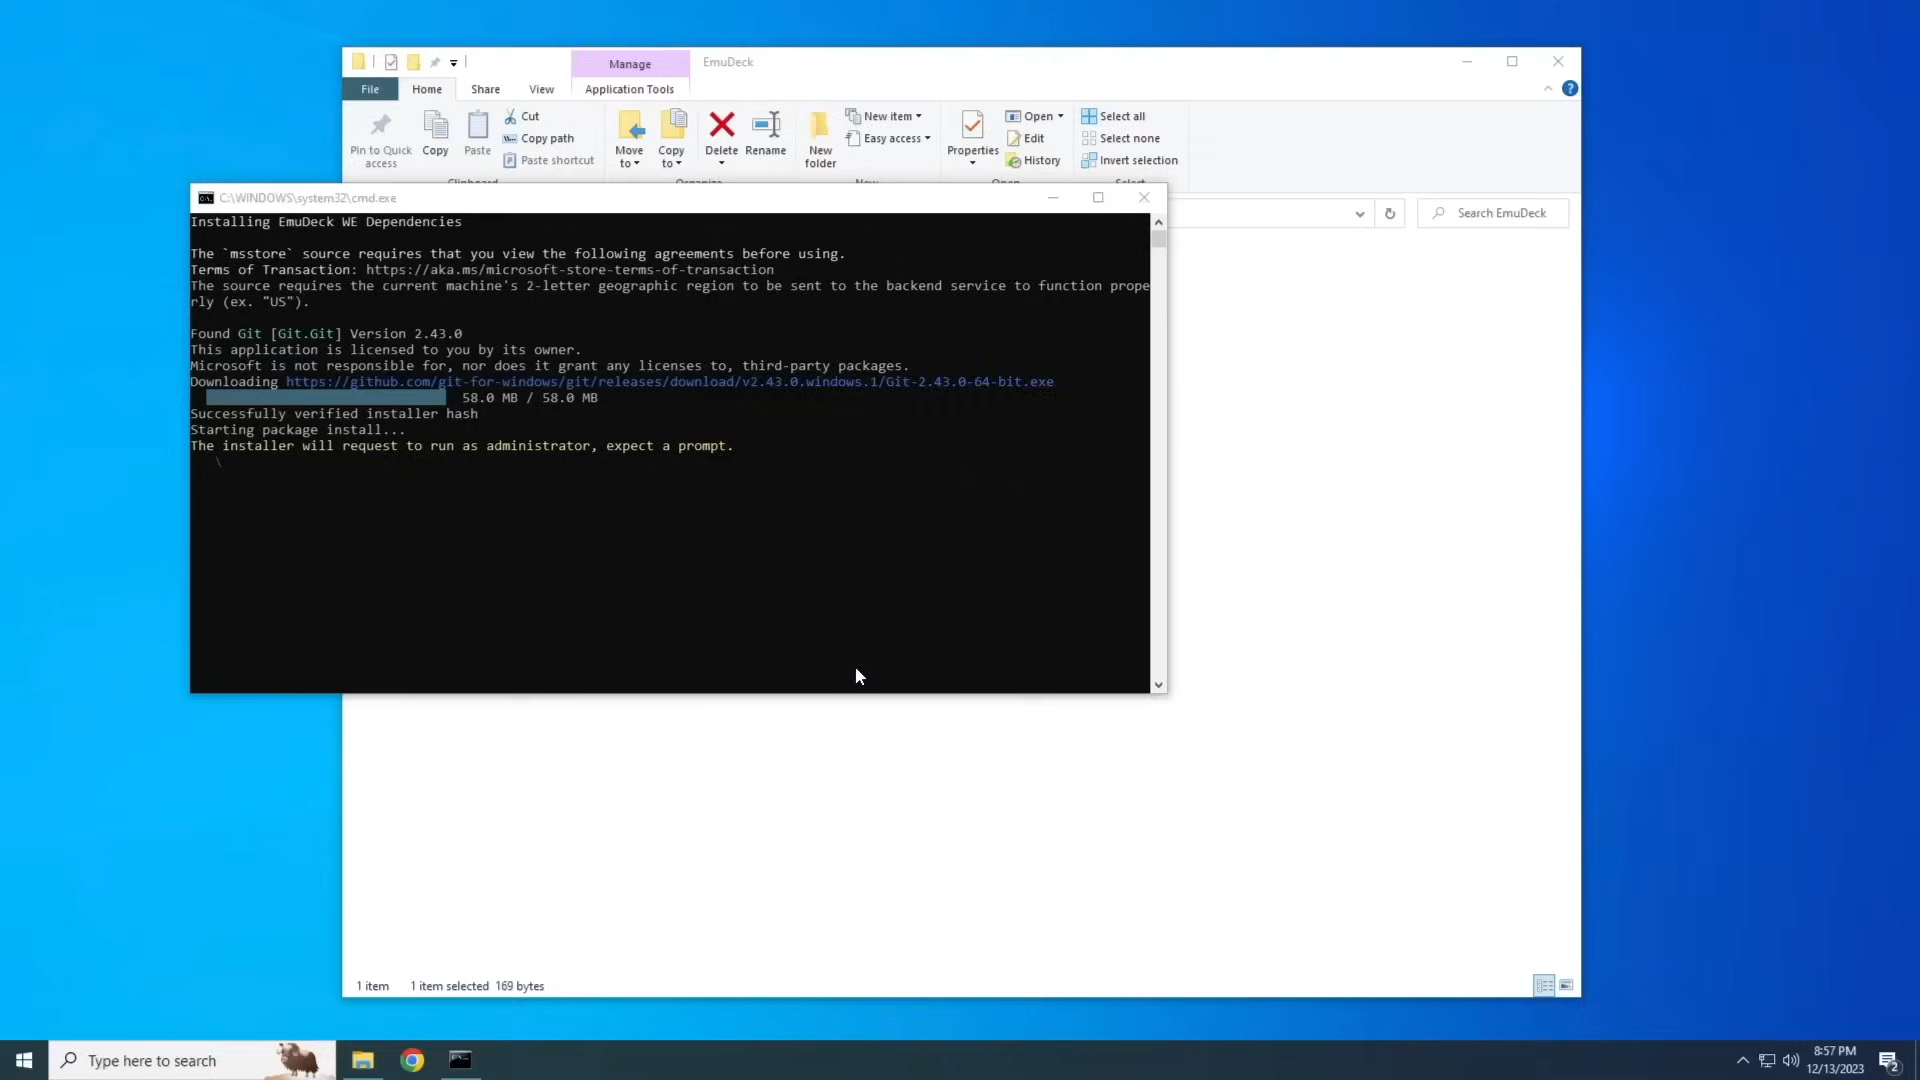 Manage
EmuDeck
File
Home
Share
View
Application Tools
Pin to Quick access
Copy
Paste
Cut
Copy path
Paste shortcut
Move to
Copy to
Delete
Rename
New folder
New item
Easy access
Properties
Open
Edit
History
Select all
Select none
Invert selection
Clipboard
Organize
New
Open
Select
Search EmuDeck
C:\WINDOWS\system32\cmd.exe
Installing EmuDeck WE Dependencies
The `msstore` source requires that you view the following agreements before using.
Terms of Transaction: https://aka.ms/microsoft-store-terms-of-transaction
The source requires the current machine's 2-letter geographic region to be sent to the backend service to function prope
rly (ex. "US").
Found Git [Git.Git] Version 2.43.0
This application is licensed to you by its owner.
Microsoft is not responsible for, nor does it grant any licenses to, third-party packages.
Downloading https://github.com/git-for-windows/git/releases/download/v2.43.0.windows.1/Git-2.43.0-64-bit.exe
58.0 MB / 58.0 MB
Successfully verified installer hash
Starting package install...
The installer will request to run as administrator, expect a prompt.
\
1 item 1 item selected 169 bytes
Type here to search
8:57 PM
12/13/2023
2